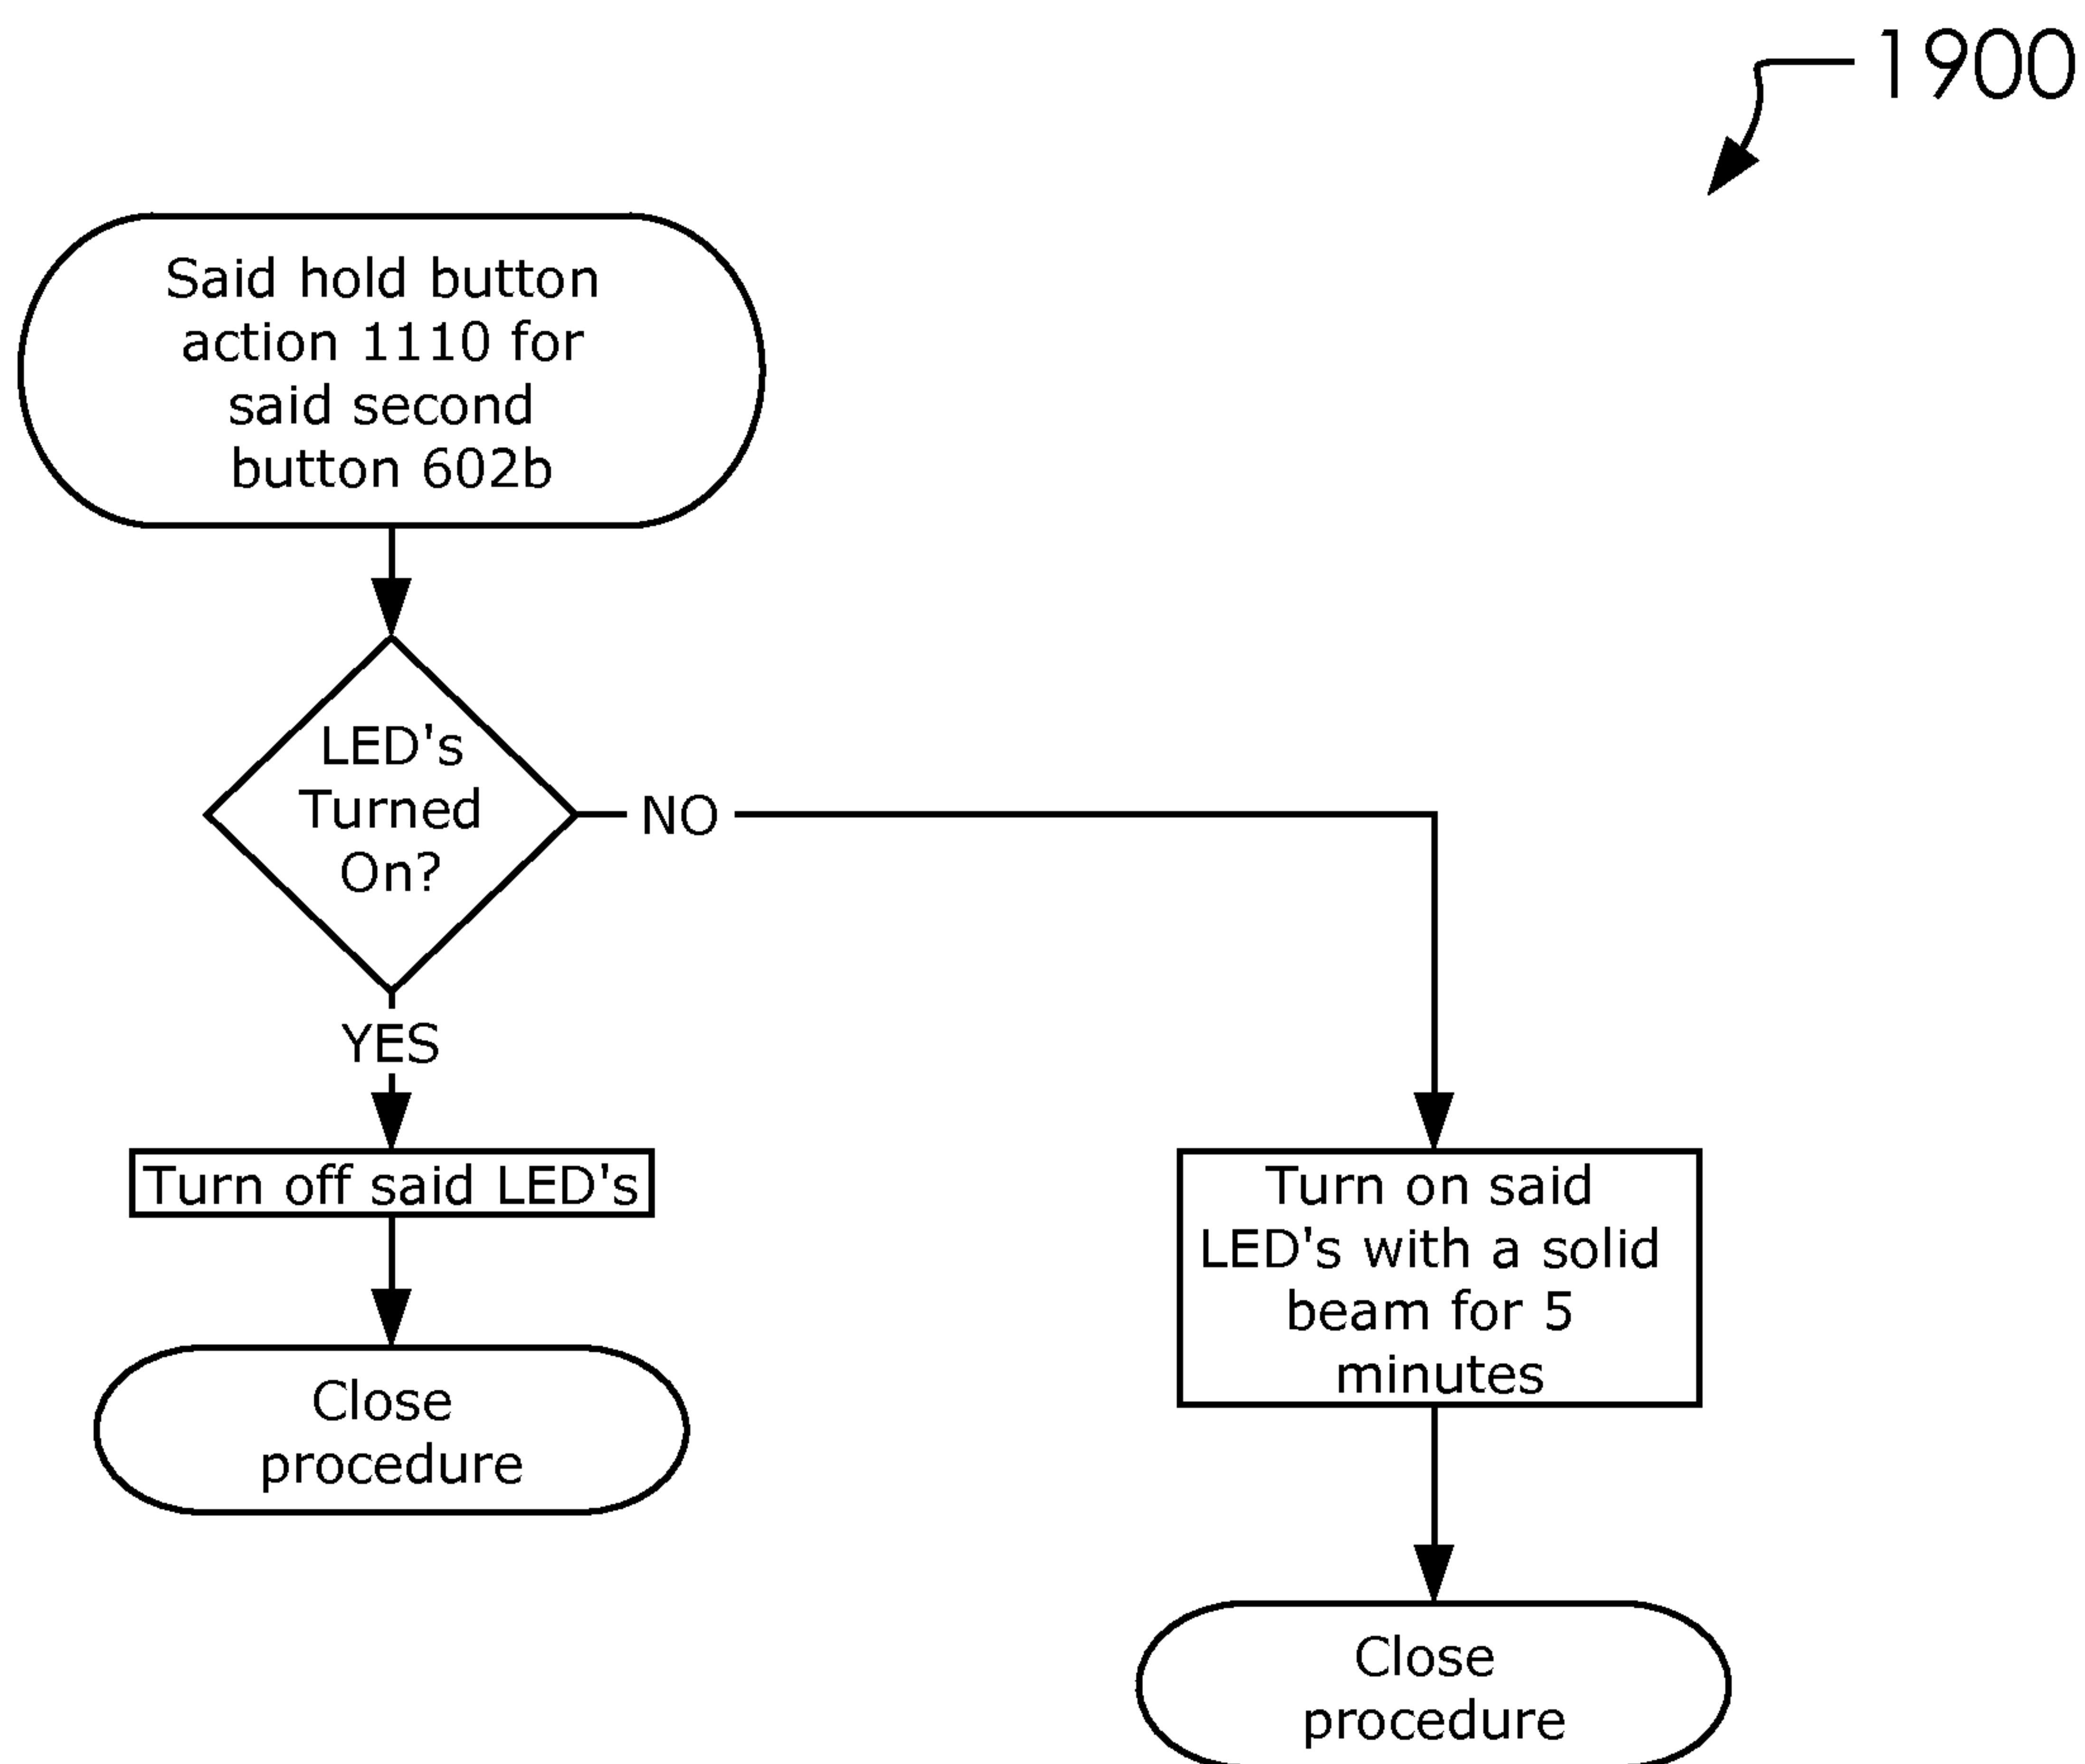 1900
Said hold button
action 1110 for
said second
button 602b
LED's
Turned
On?
NO
YES
Turn off said LED's
Turn on said
LED's with a solid
beam for 5
minutes
Close
procedure
Close
procedure